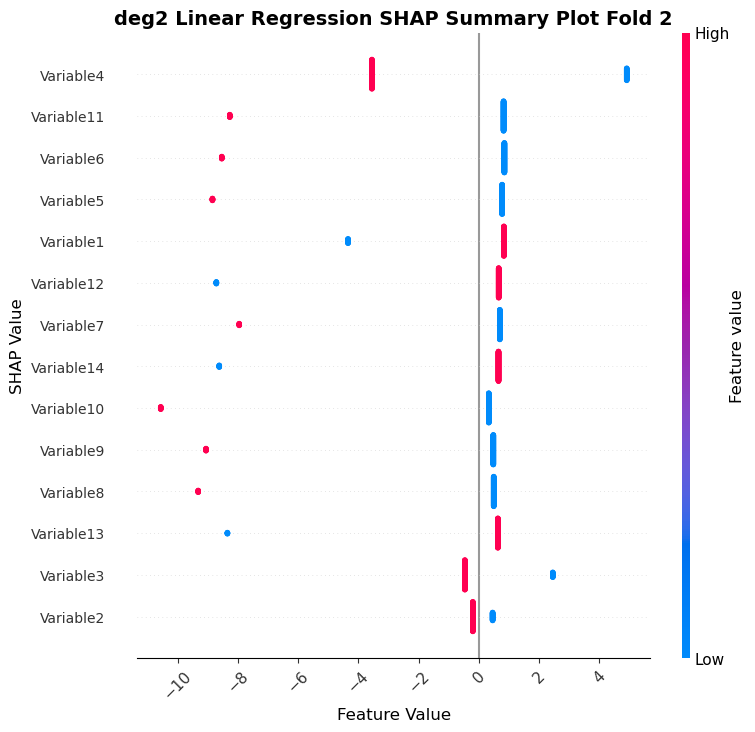 deg2 Linear Regression SHAP Summary Plot Fold 2
High
Variable4
Variable11
Variable6
Variable5
Variable1
Variable12
Variable7
Variable14
Variable10
Variable9
Variable8
Variable13
Variable3
Variable2
SHAP Value
Feature value
Low
−10
−8
−6
−4
−2
0
2
4
Feature Value